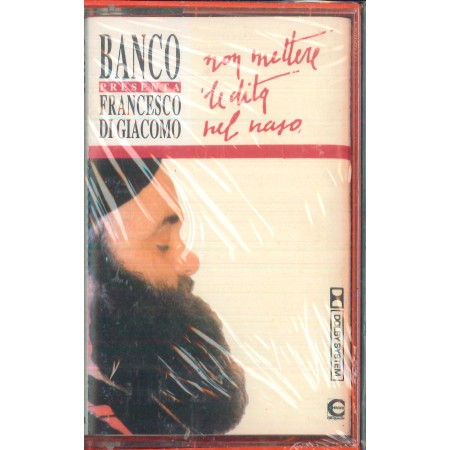 BANCO
PRESENTA
FRANCESCO
DI GIACOMO
non mettere
le dita
nel naso
DOLBY SYSTEM